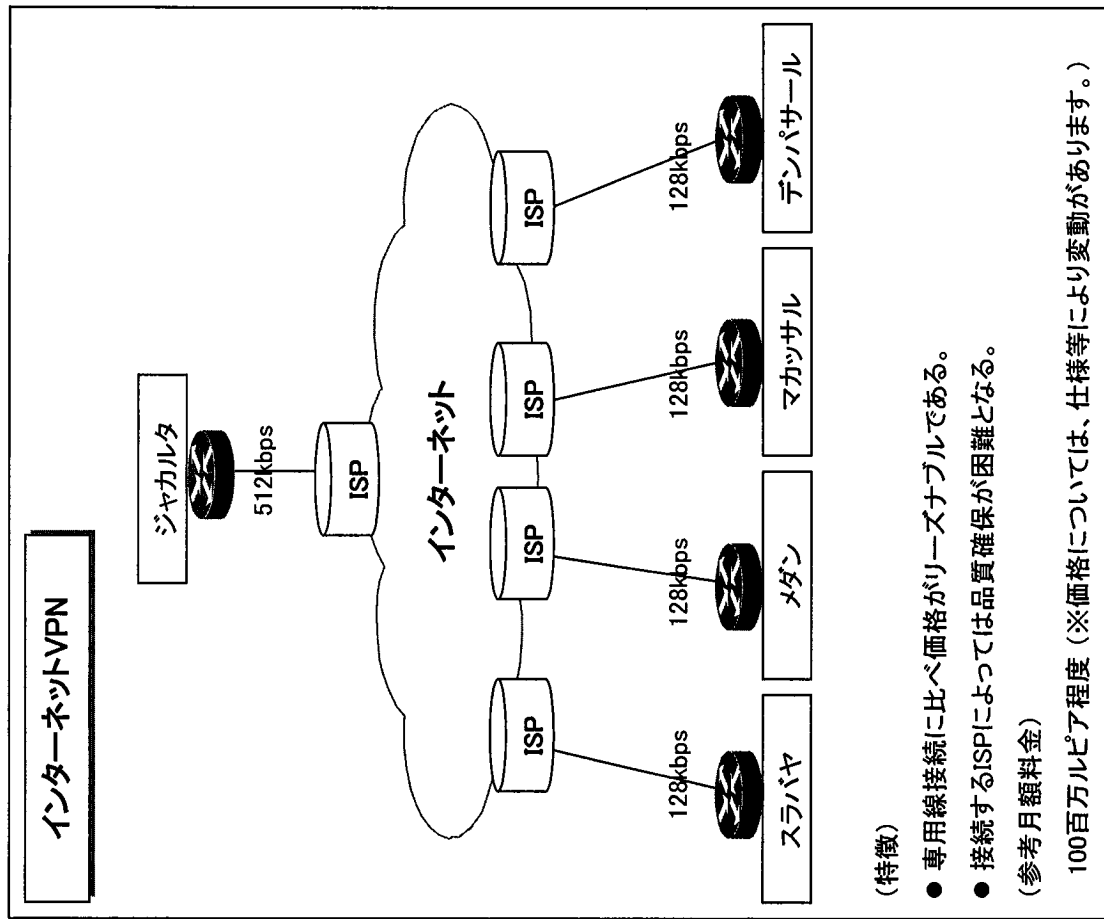 インターネットVPN
ジャカルタ
512kbps
ISP
インターネット
ISP
ISP
ISP
ISP
128kbps
128kbps
128kbps
128kbps
スラバヤ
メダン
マカッサル
デンパサール
(特徴)
● 専用線接続に比べ価格がリーズナブルである。
● 接続するISPによっては品質確保が困難となる。
(参考月額料金)
100百万ルピア程度(※価格については、仕様等により変動があります。)